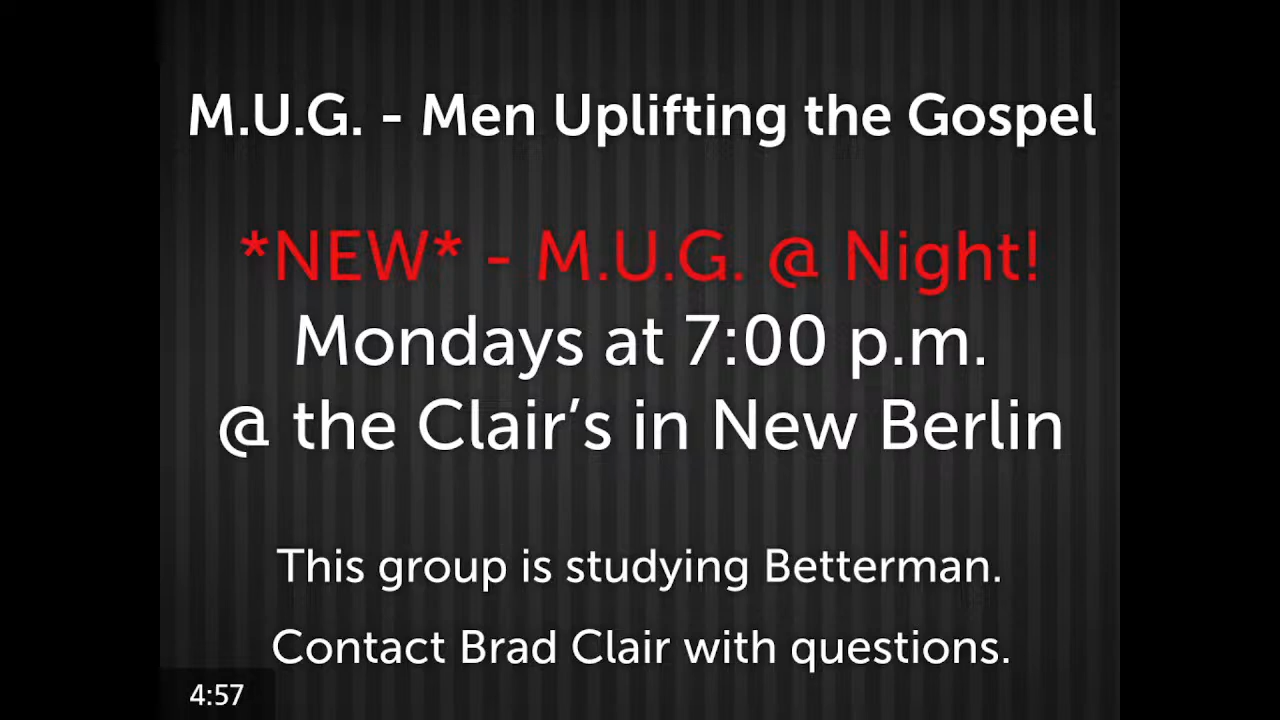 M.U.G. - Men Uplifting the Gospel
*NEW* - M.U.G. @ Night!
Mondays at 7:00 p.m.
@ the Clair’s in New Berlin
This group is studying Betterman.
Contact Brad Clair with questions.
4:57